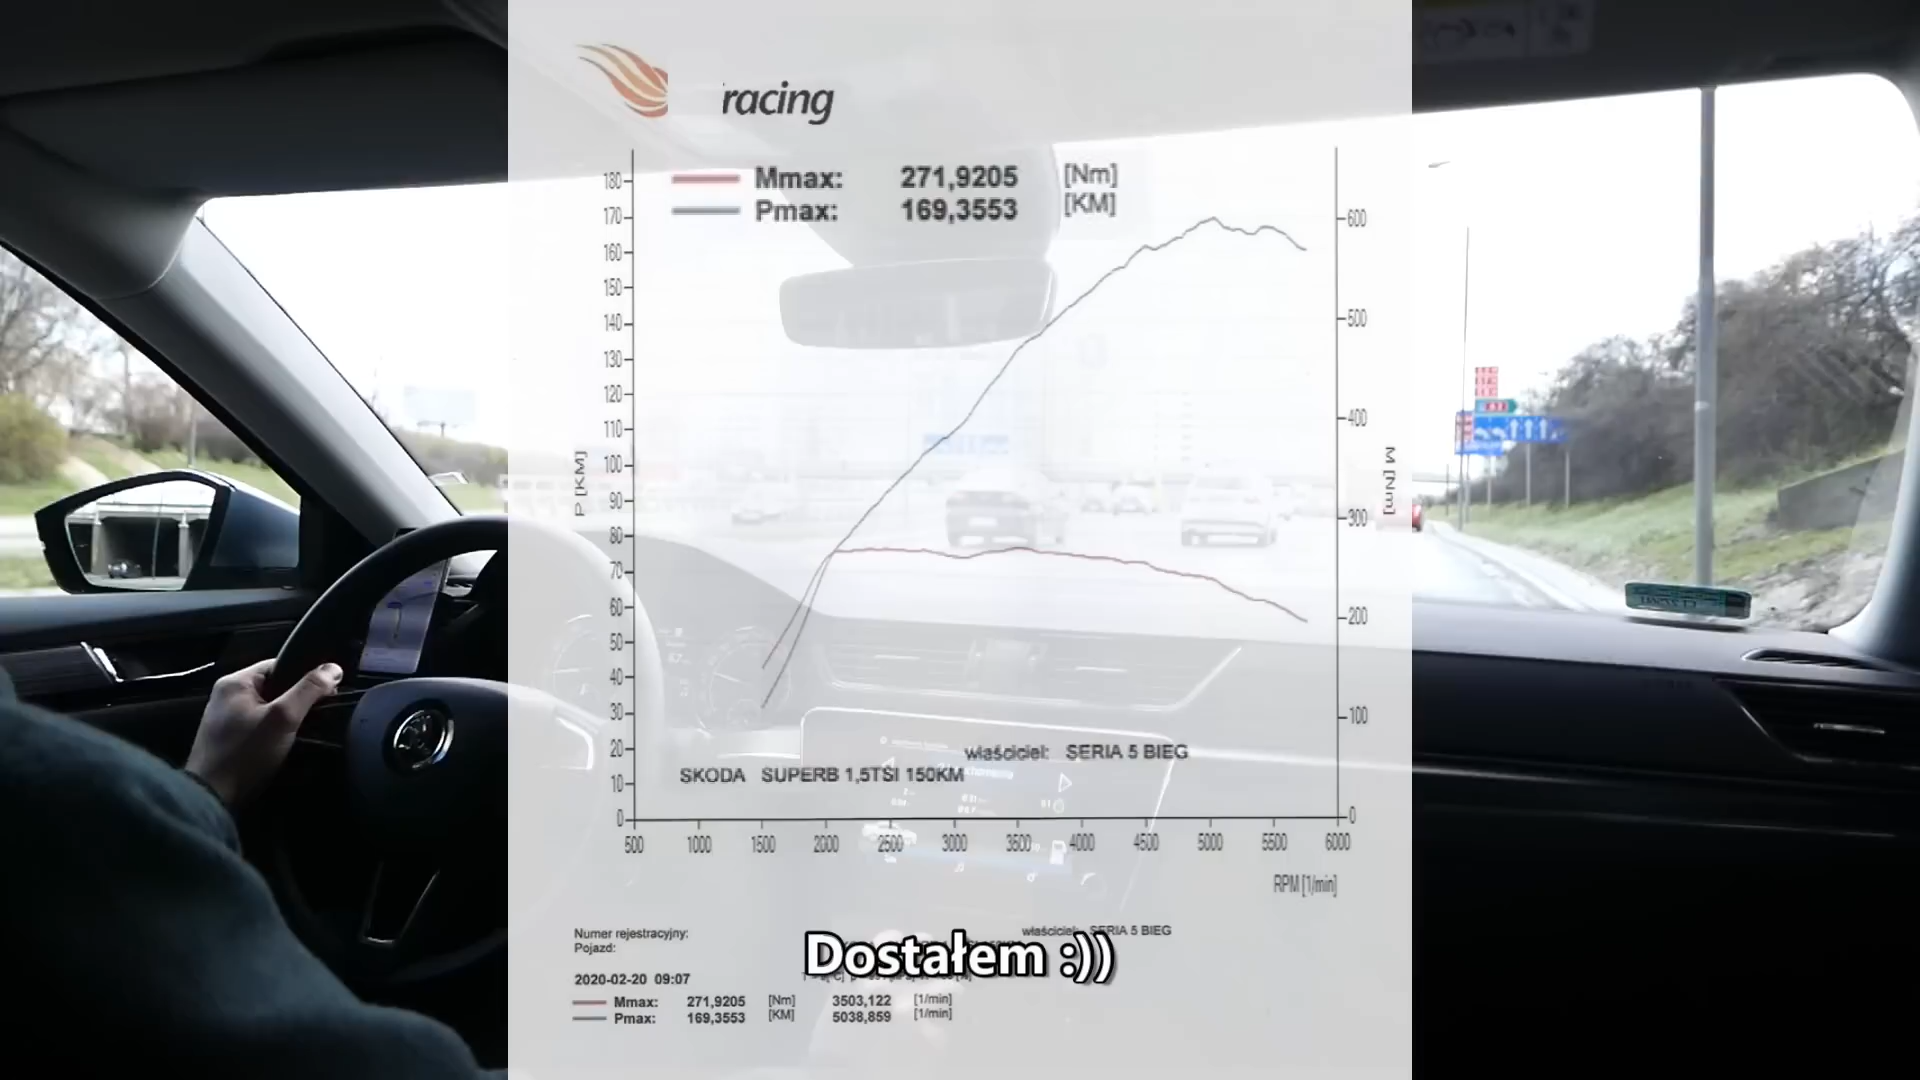 racing
Mmax: 271,9205 [Nm]
Pmax: 169,3553 [KM]
180
170
160
150
140
130
120
110
100
90
80
70
60
50
40
30
20
10
0
P [KM]
600
500
400
300
200
100
0
M [Nm]
właściciel: SERIA 5 BIEG
SKODA SUPERB 1,5TSI 150KM
500 1000 1500 2000 2500 3000 3500 4000 4500 5000 5500 6000
RPM [1/min]
Numer rejestracyjny:
właściciel: SERIA 5 BIEG
Pojazd:
Dostałem :))
2020-02-20 09:07
Mmax: 271,9205 [Nm] 3503,122 [1/min]
Pmax: 169,3553 [KM] 5038,859 [1/min]